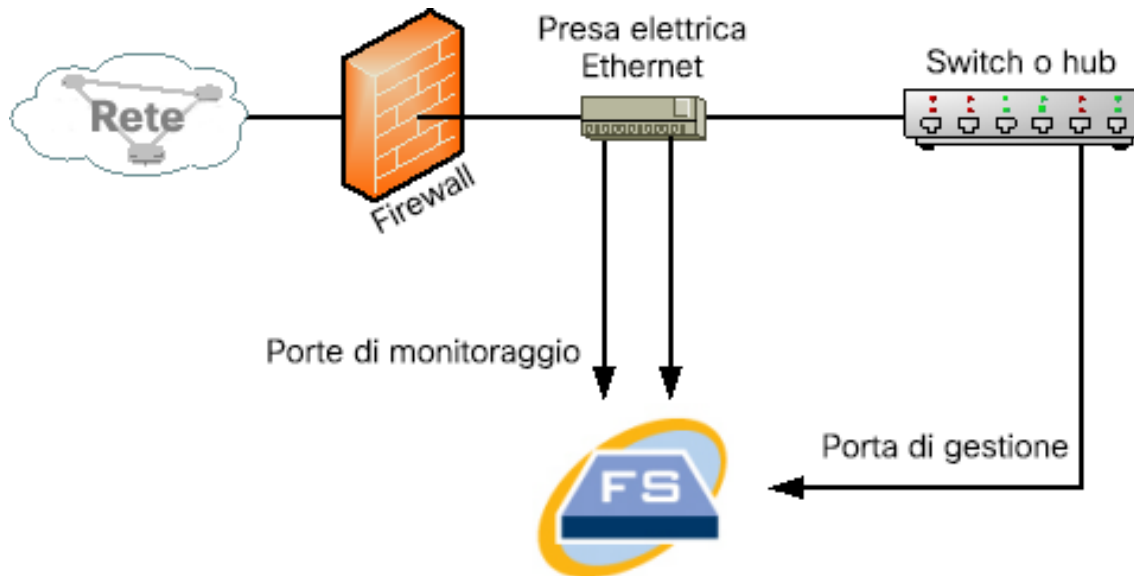 Presa elettrica
Ethernet
Switch o hub
Rete
Firewall
Porte di monitoraggio
Porta di gestione
FS